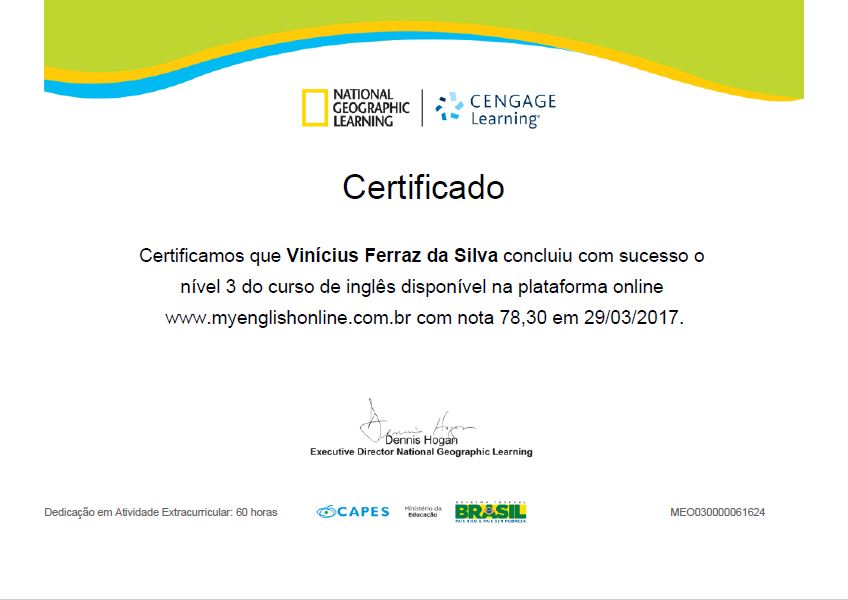 NATIONAL
GEOGRAPHIC
LEARNING
CENGAGE
Learning
Certificado
Certificamos que Vinícius Ferraz da Silva concluiu com sucesso o
nível 3 do curso de inglês disponível na plataforma online
www.myenglishonline.com.br com nota 78,30 em 29/03/2017.
Dennis Hogan
Dennis Hogan
Executive Director National Geographic Learning
Dedicação em Atividade Extracurricular: 60 horas
CAPES
Ministério da
Educação
GOVERNO FEDERAL
BRASIL
PAÍS RICO É PAÍS SEM POBREZA
MEO030000061624